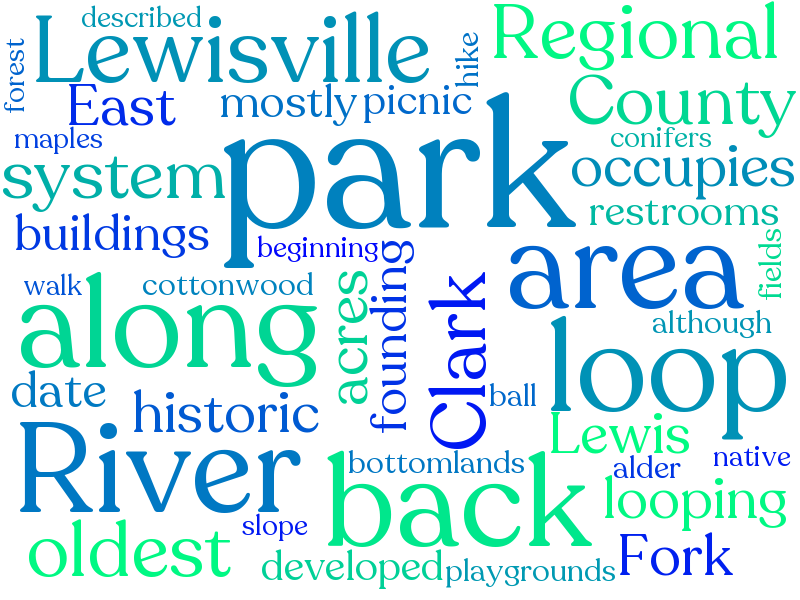 described
Lewisville
Regional
forest
hike
East
mostly
picnic
County
maples
park
conifers
system
occupies
restrooms
buildings
beginning
founding
area
fields
walk
cottonwood
along
acres
Clark
although
loop
date
historic
ball
River
Lewis
back
bottomlands
alder
native
looping
slope
oldest
developed
playgrounds
Fork